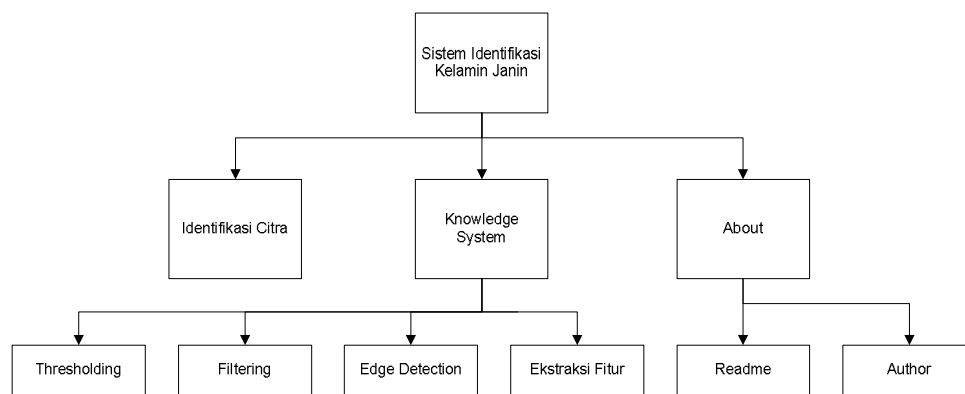 Sistem Identifikasi
Kelamin Janin
Identifikasi Citra
Knowledge
System
About
Thresholding
Filtering
Edge Detection
Ekstraksi Fitur
Readme
Author